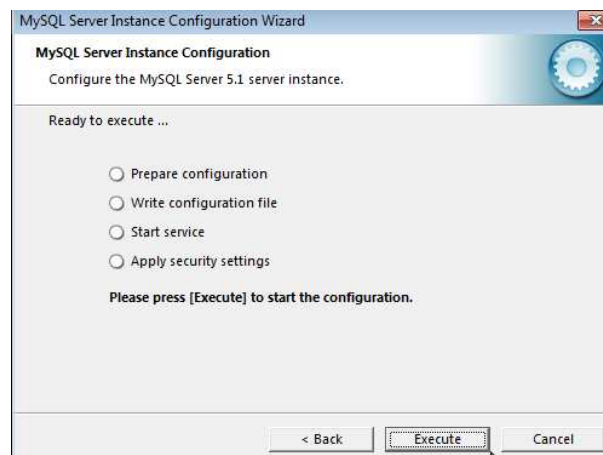 MySQL Server Instance Configuration Wizard
MySQL Server Instance Configuration
Configure the MySQL Server 5.1 server instance.
Ready to execute ...
Prepare configuration
Write configuration file
Start service
Apply security settings
Please press [Execute] to start the configuration.
< Back Execute Cancel